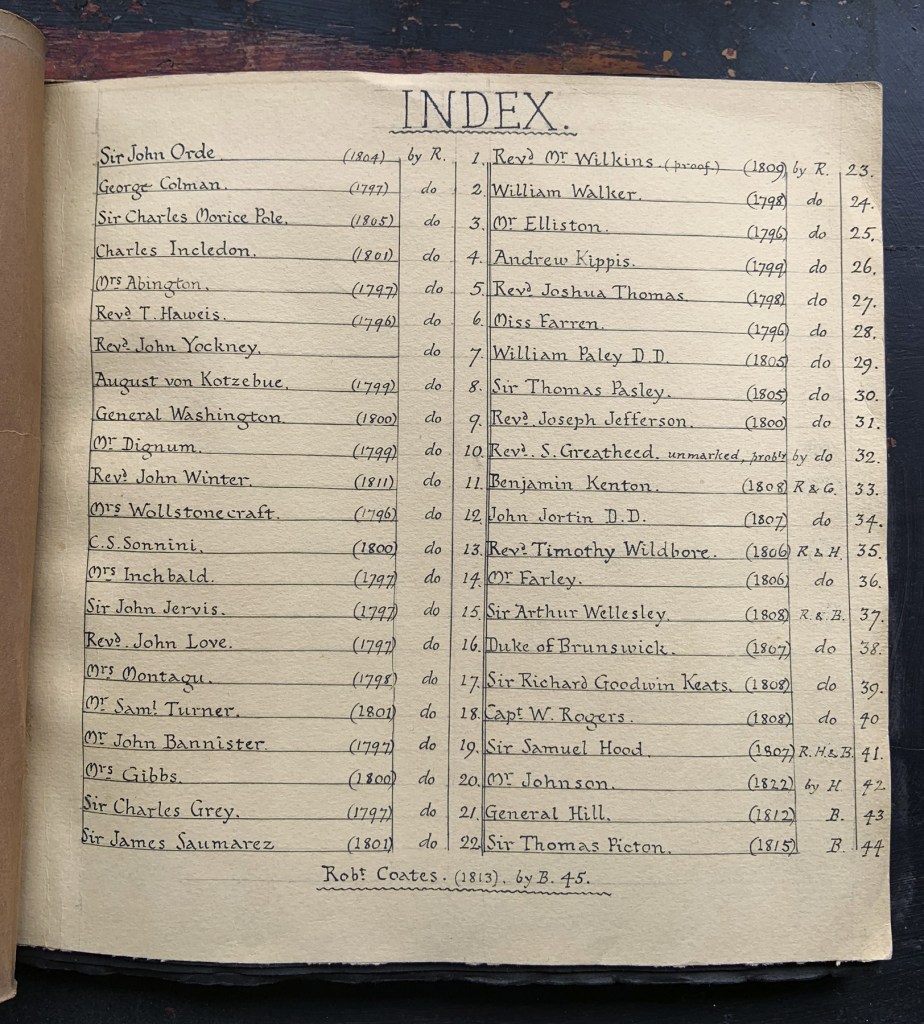 INDEX.
Sir John Orde (1804) by R. 1.
George Colman. (1797) do 2.
Sir Charles Morice Pole. (1805) do 3.
Charles Incledon. (1801) do 4.
Mrs Abington. (1797) do 5.
Revd. T. Haweis. (1796) do 6.
Revd. John Yockney. do 7.
August von Kotzebue. (1799) do 8.
General Washington (1800) do 9.
Mr Dignum. (1799) do 10.
Revd. John Winter. (1811) do 11.
Mrs Wollstonecraft. (1796) do 12.
C.S. Sonnini. (1800) do 13.
Mrs Inchbald. (1797) do 14.
Sir John Jervis. (1797) do 15.
Revd. John Love. (1797) do 16.
Mrs Montagu. (1798) do 17.
Mr Saml. Turner. (1801) do 18.
Mr John Bannister. (1797) do 19.
Mrs Gibbs. (1800) do 20.
Sir Charles Grey. (1797) do 21.
Sir James Saumarez (1801) do 22.
Revd Mr Wilkins. (proof) (1809) by R. 23.
William Walker. (1798) do 24.
Mr Elliston. (1796) do 25.
Andrew Kippis. (1799) do 26.
Revd. Joshua Thomas. (1798) do 27.
Miss Farren. (1796) do 28.
William Paley D.D. (1805) do 29.
Sir Thomas Pasley. (1805) do 30.
Revd. Joseph Jefferson. (1800) do 31.
Revd. S. Greatheed. unmarked, probly by do 32.
Benjamin Kenton. (1808) R & G. 33.
John Jortin D.D. (1807) do 34.
Revd. Timothy Wildbore. (1806) R & H. 35.
Mr Farley. (1806) do 36.
Sir Arthur Wellesley. (1808) R. & B. 37.
Duke of Brunswick. (1807) do 38.
Sir Richard Goodwin Keats. (1808) do 39.
Capt W. Rogers. (1808) do 40
Sir Samuel Hood. (1807) R. H. & B. 41.
Mr Johnson. (1822) by H 42
General Hill. (1812) B. 43
Sir Thomas Picton. (1815) B. 44
Robt Coates. (1813). by B. 45.